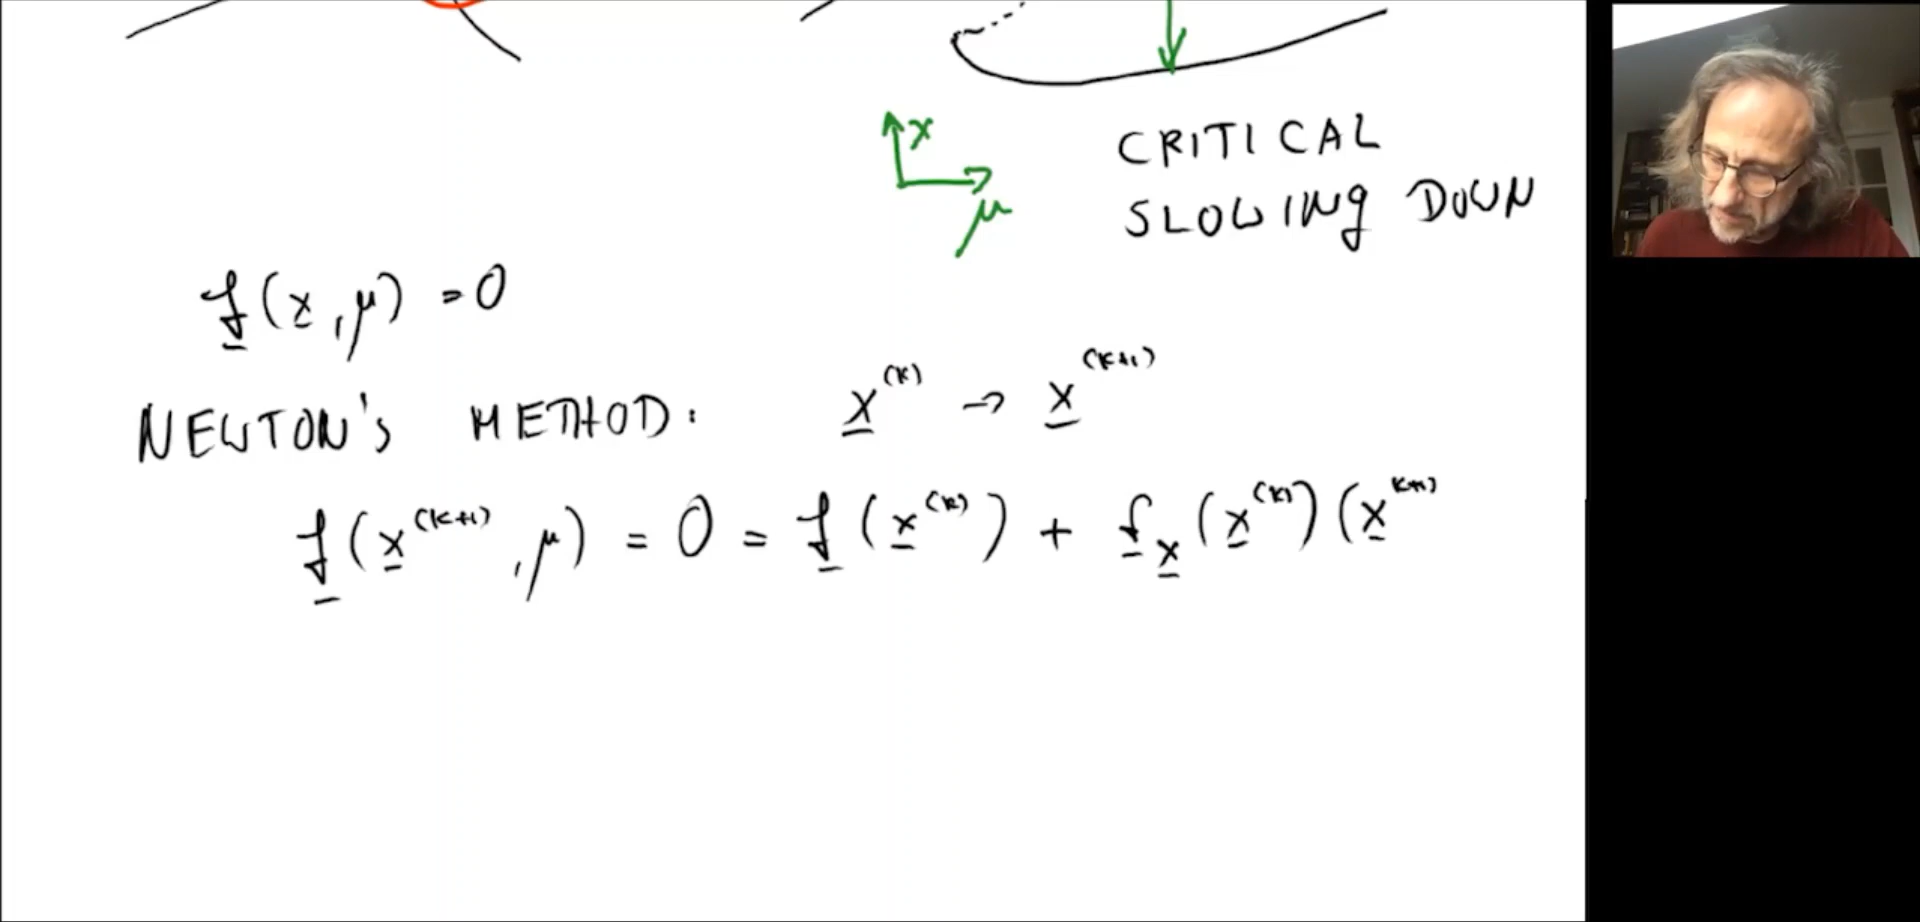 x
μ
CRITICAL
SLOWING DOWN
f(x, μ) = 0
NEWTON'S METHOD: x^(k) → x^(k+1)
f(x^(k+1), μ) = 0 = f(x^(k)) + f_x(x^(k))(x^k+1)